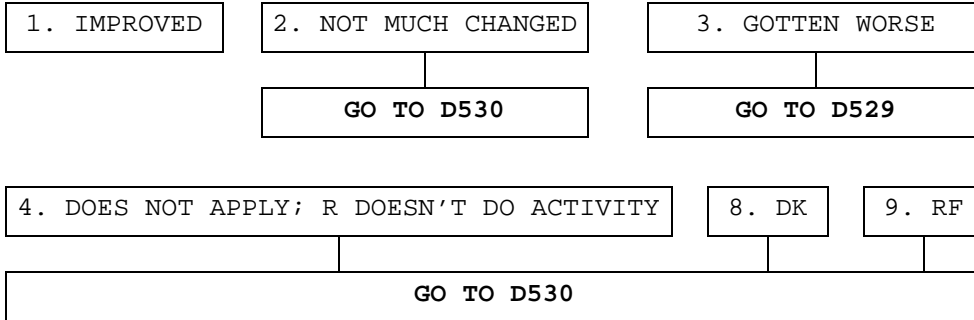 1. IMPROVED 2. NOT MUCH CHANGED 3. GOTTEN WORSE
GO TO D530 GO TO D529
4. DOES NOT APPLY; R DOESN'T DO ACTIVITY 8. DK 9. RF
GO TO D530